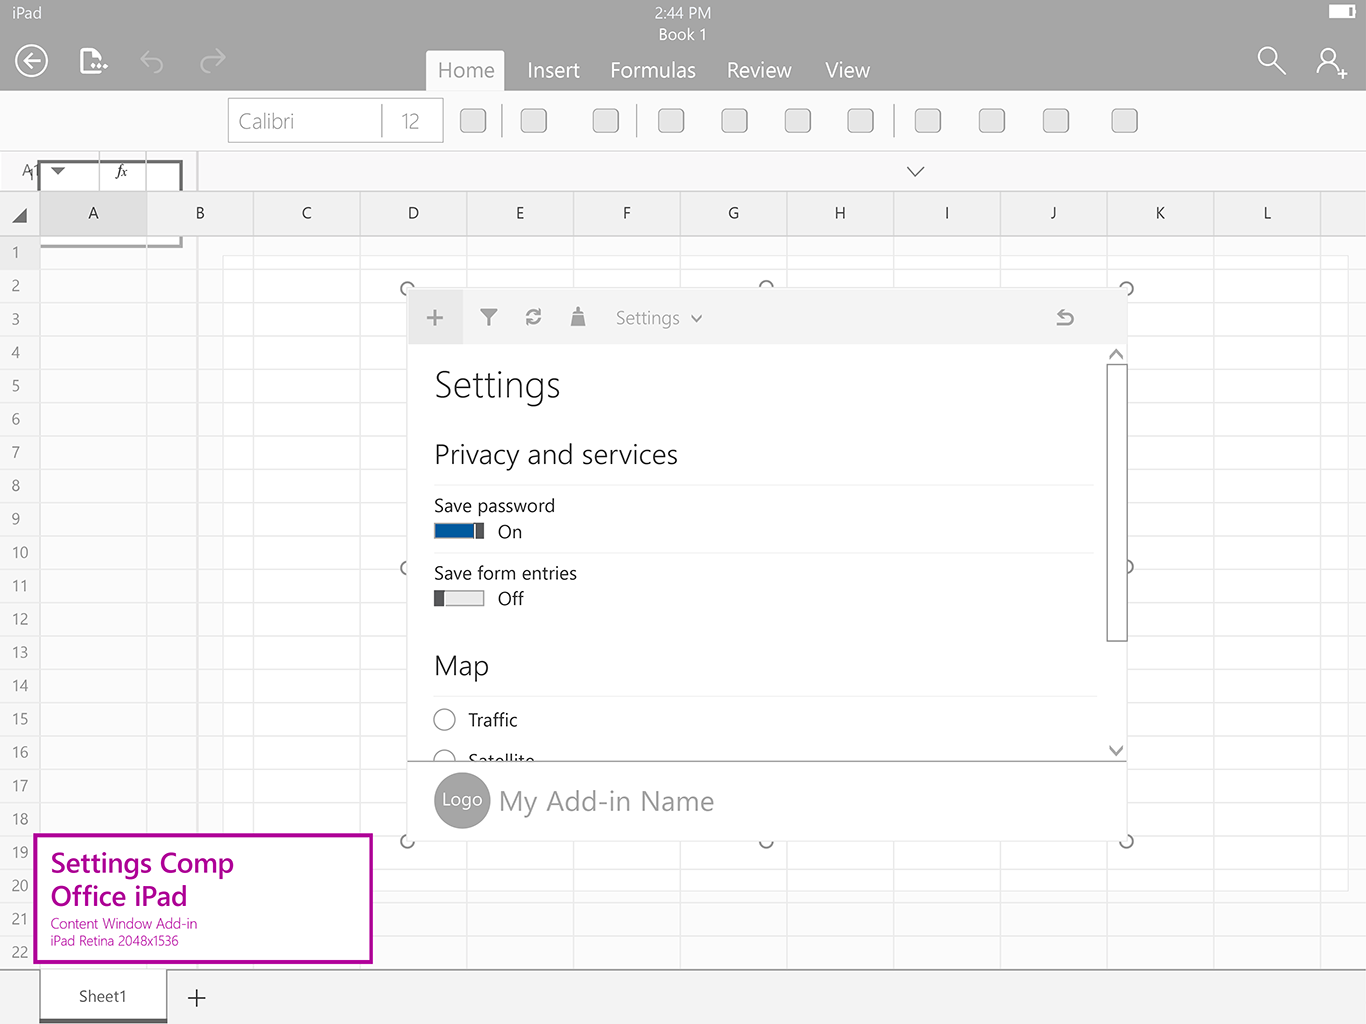 iPad
2:44 PM
Book 1
Home Insert Formulas Review View
Calibri 12
A1 fx
A B C D E F G H I J K L
1
2
3
4
5
6
7
8
9
10
11
12
13
14
15
16
17
18
19
20
21
22
Settings
Settings
Privacy and services
Save password
On
Save form entries
Off
Map
Traffic
Satellite
Logo My Add-in Name
Settings Comp
Office iPad
Content Window Add-in
iPad Retina 2048x1536
Sheet1